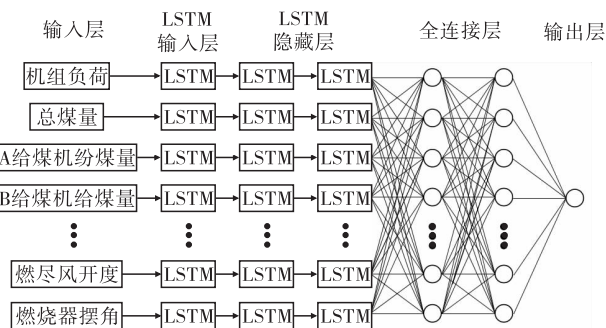 输入层 LSTM 输入层 LSTM 隐藏层 全连接层 输出层
机组负荷 LSTM LSTM LSTM
总煤量 LSTM LSTM LSTM
A给煤机纷煤量 LSTM LSTM LSTM
B给煤机给煤量 LSTM LSTM LSTM
燃尽风开度 LSTM LSTM LSTM
燃烧器摆角 LSTM LSTM LSTM